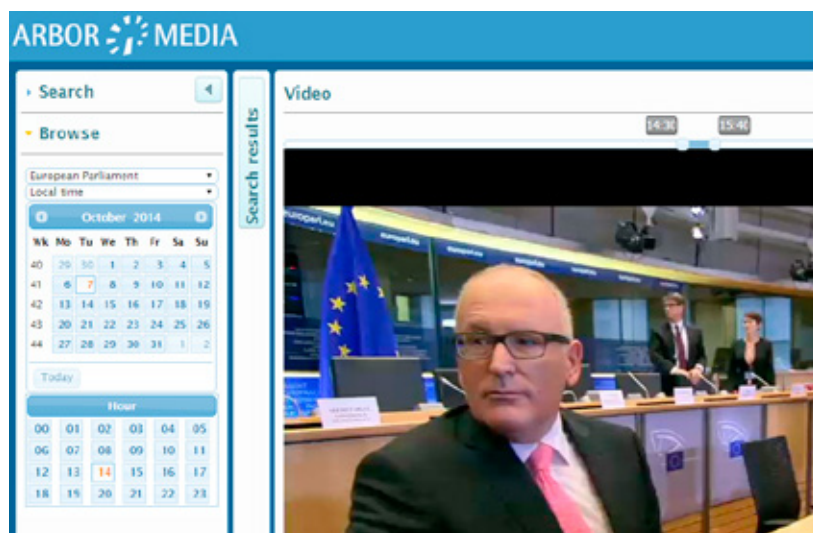 ARBOR MEDIA
Search
Browse
European Parliament
Local time
October 2014
Wk Mo Tu We Th Fr Sa Su
40 29 30 1 2 3 4 5
41 6 7 8 9 10 11 12
42 13 14 15 16 17 18 19
43 20 21 22 23 24 25 26
44 27 28 29 30 31 1 2
Today
Hour
00 01 02 03 04 05
06 07 08 09 10 11
12 13 14 15 16 17
18 19 20 21 22 23
Search results
Video
14:30 15:40
europarl.eu
europarl.eu